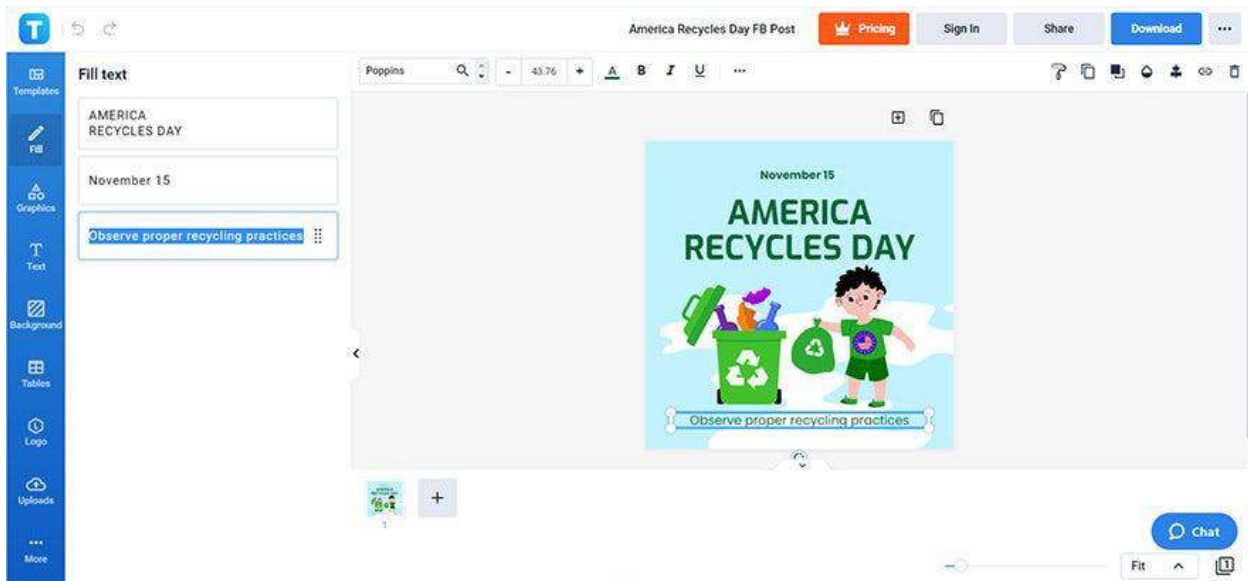 T
America Recycles Day FB Post
Pricing
Sign In
Share
Download
Templates
Fill
Graphics
Text
Background
Tables
Logo
Uploads
More
Fill text
AMERICA
RECYCLES DAY
November 15
Observe proper recycling practices
Poppins
- 43.76 + A B I U
November 15
AMERICA
RECYCLES DAY
Observe proper recycling practices
1
Chat
Fit
1